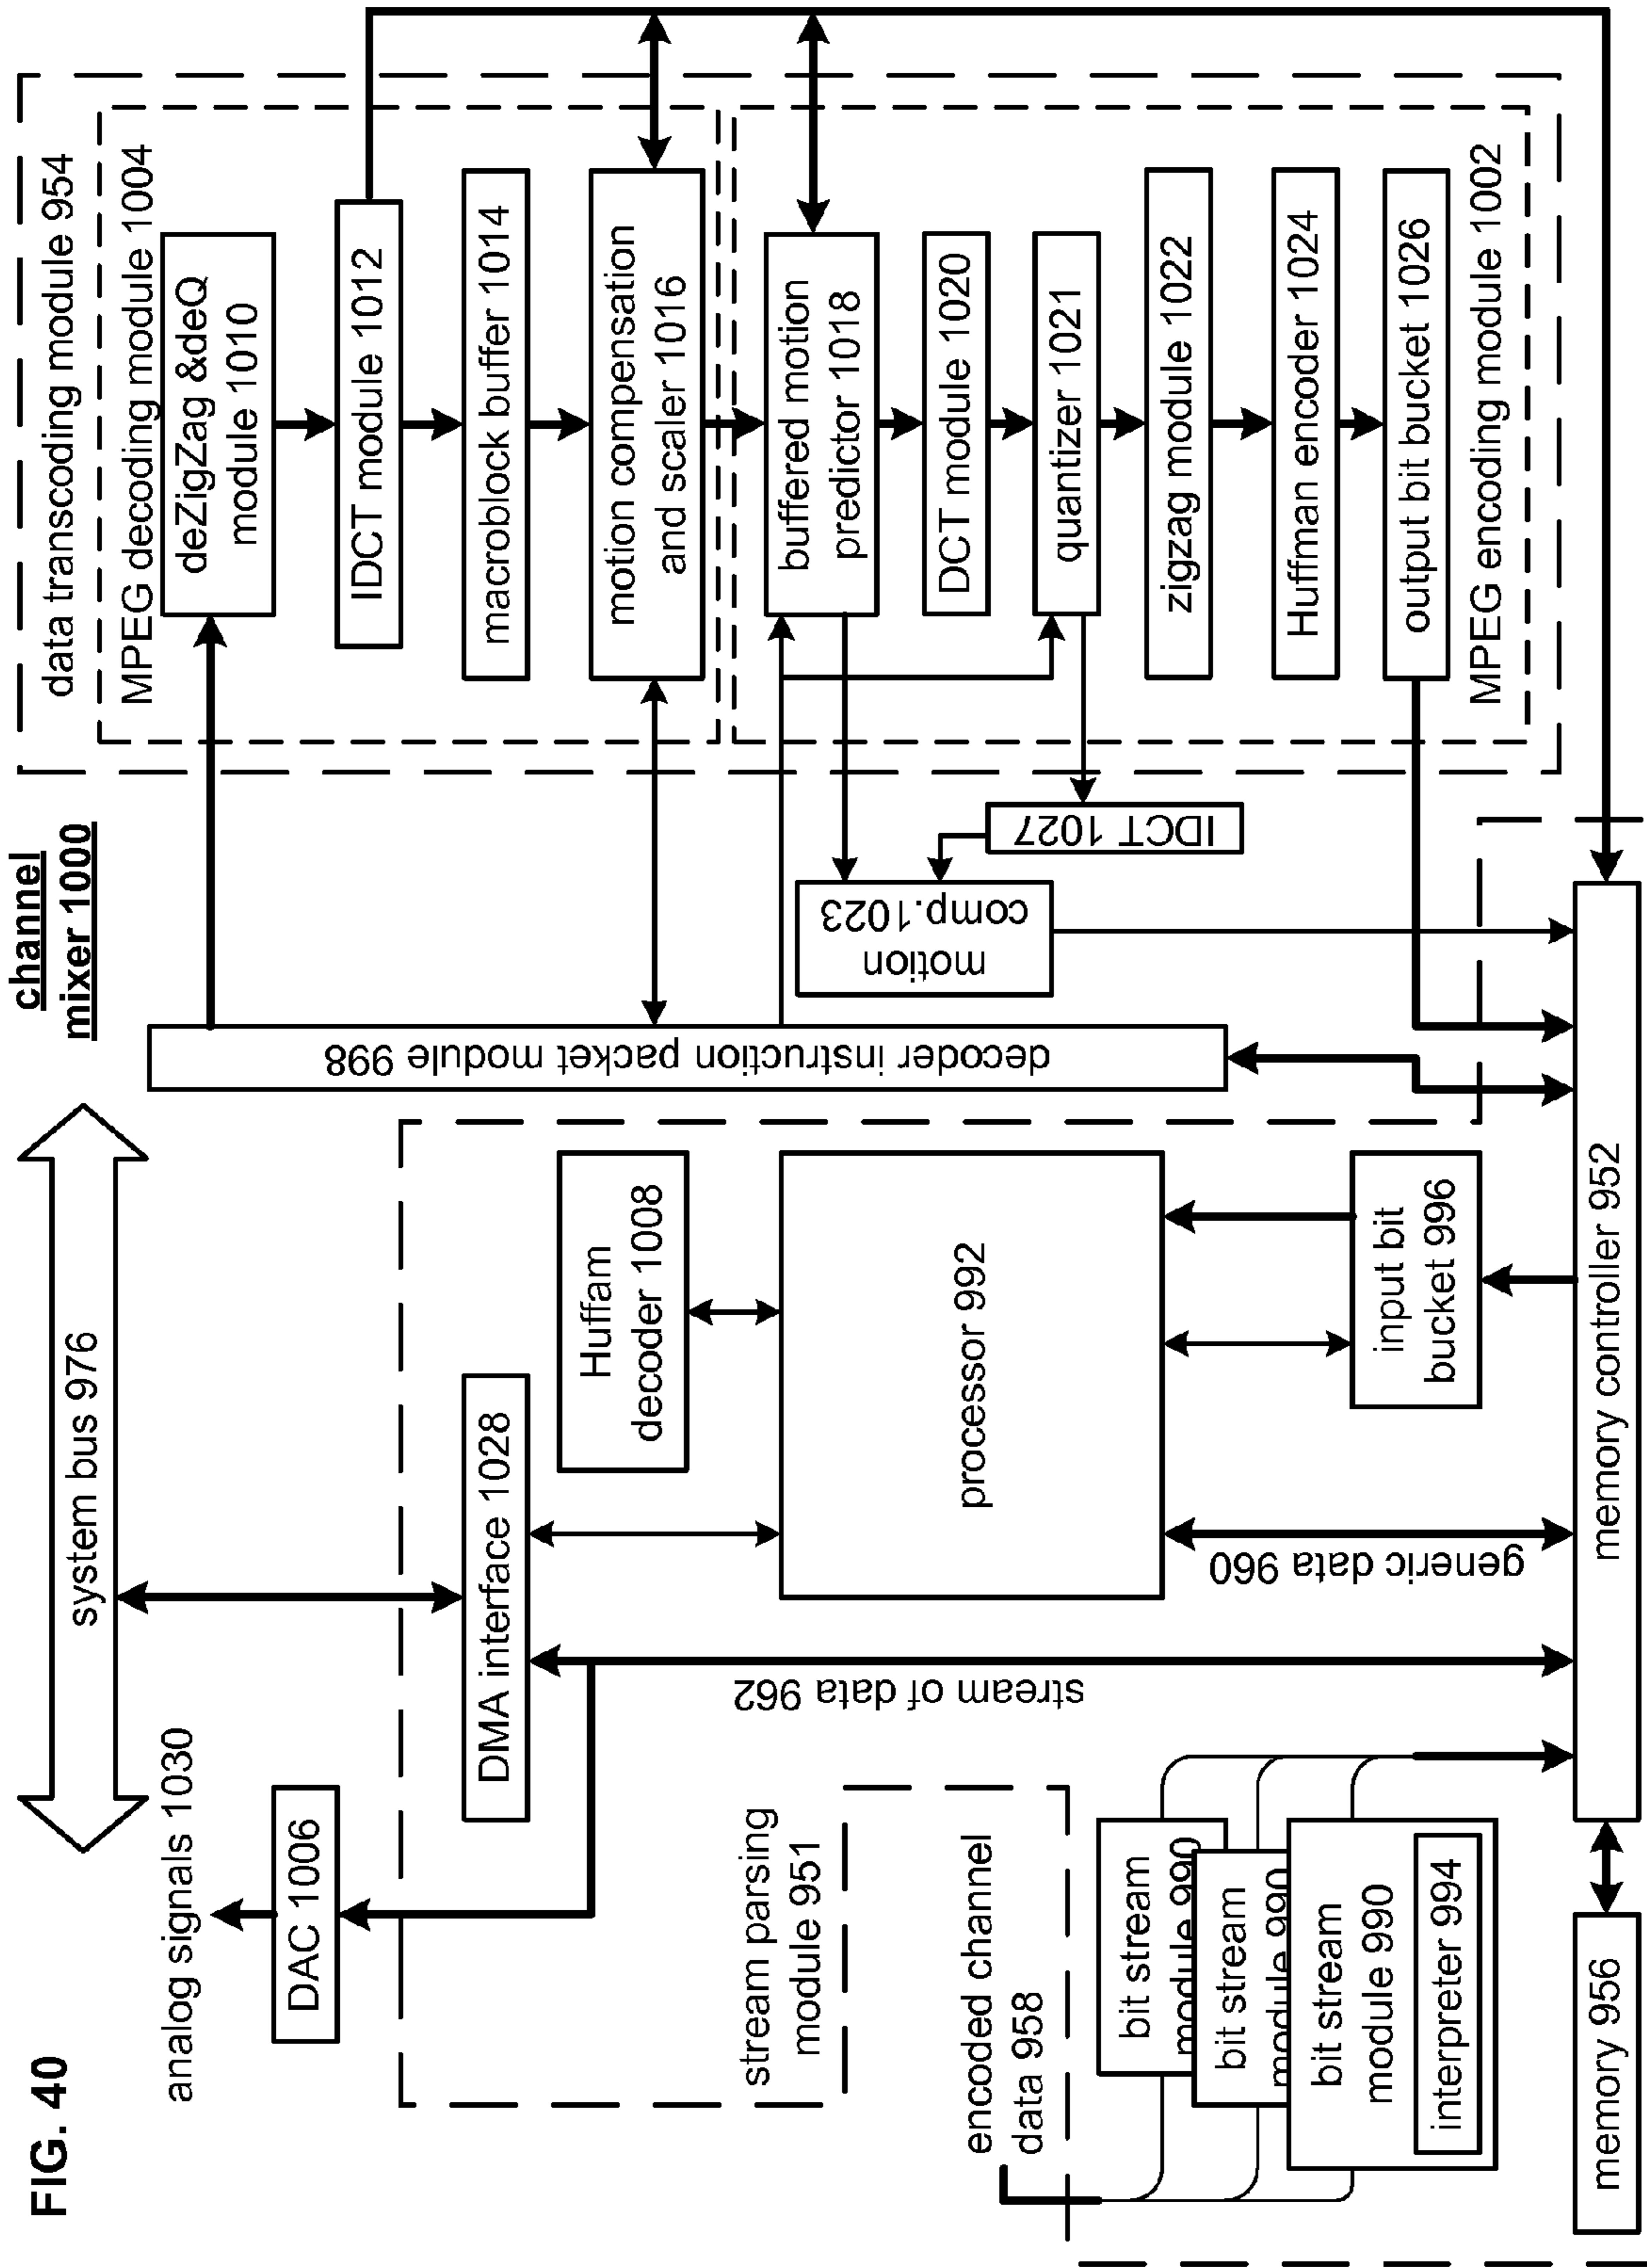 FIG. 40
channel
mixer 1000
system bus 976
analog signals 1030
DAC 1006
DMA interface 1028
Huffam
decoder 1008
processor 992
input bit
bucket 996
generic data 960
stream of data 962
stream parsing
module 951
encoded channel
data 958
bit stream
module 990
bit stream
module 990
bit stream
module 990
interpreter 994
memory 956
memory controller 952
decoder instruction packet module 998
motion
comp.1023
IDCT 1027
data transcoding module 954
MPEG decoding module 1004
deZigZag &deQ
module 1010
IDCT module 1012
macroblock buffer 1014
motion compensation
and scaler 1016
buffered motion
predictor 1018
DCT module 1020
quantizer 1021
zigzag module 1022
Huffman encoder 1024
output bit bucket 1026
MPEG encoding module 1002